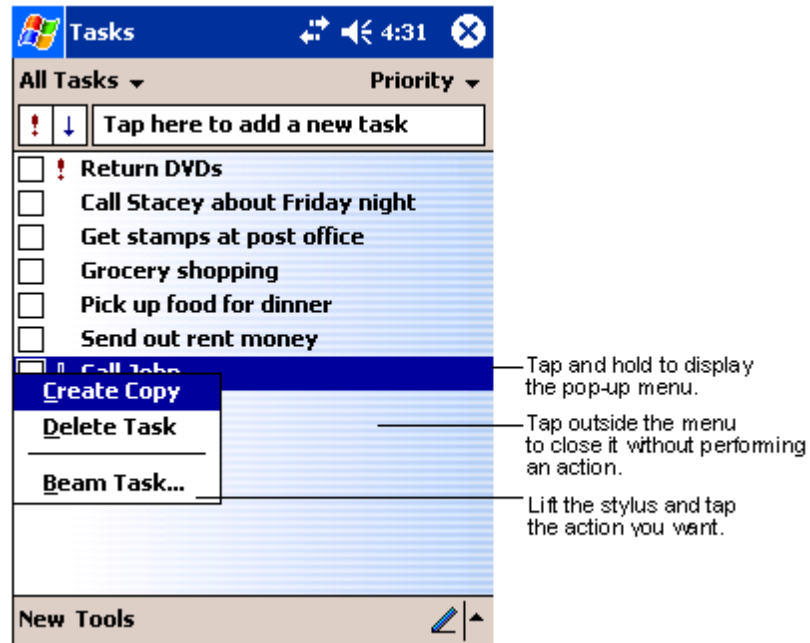 Tasks 4:31
All Tasks Priority
! ↓ Tap here to add a new task
! Return DVDs
Call Stacey about Friday night
Get stamps at post office
Grocery shopping
Pick up food for dinner
Send out rent money
Call John
Create Copy
Delete Task
Beam Task...
Tap and hold to display
the pop-up menu.
Tap outside the menu
to close it without performing
an action.
Lift the stylus and tap
the action you want.
New Tools